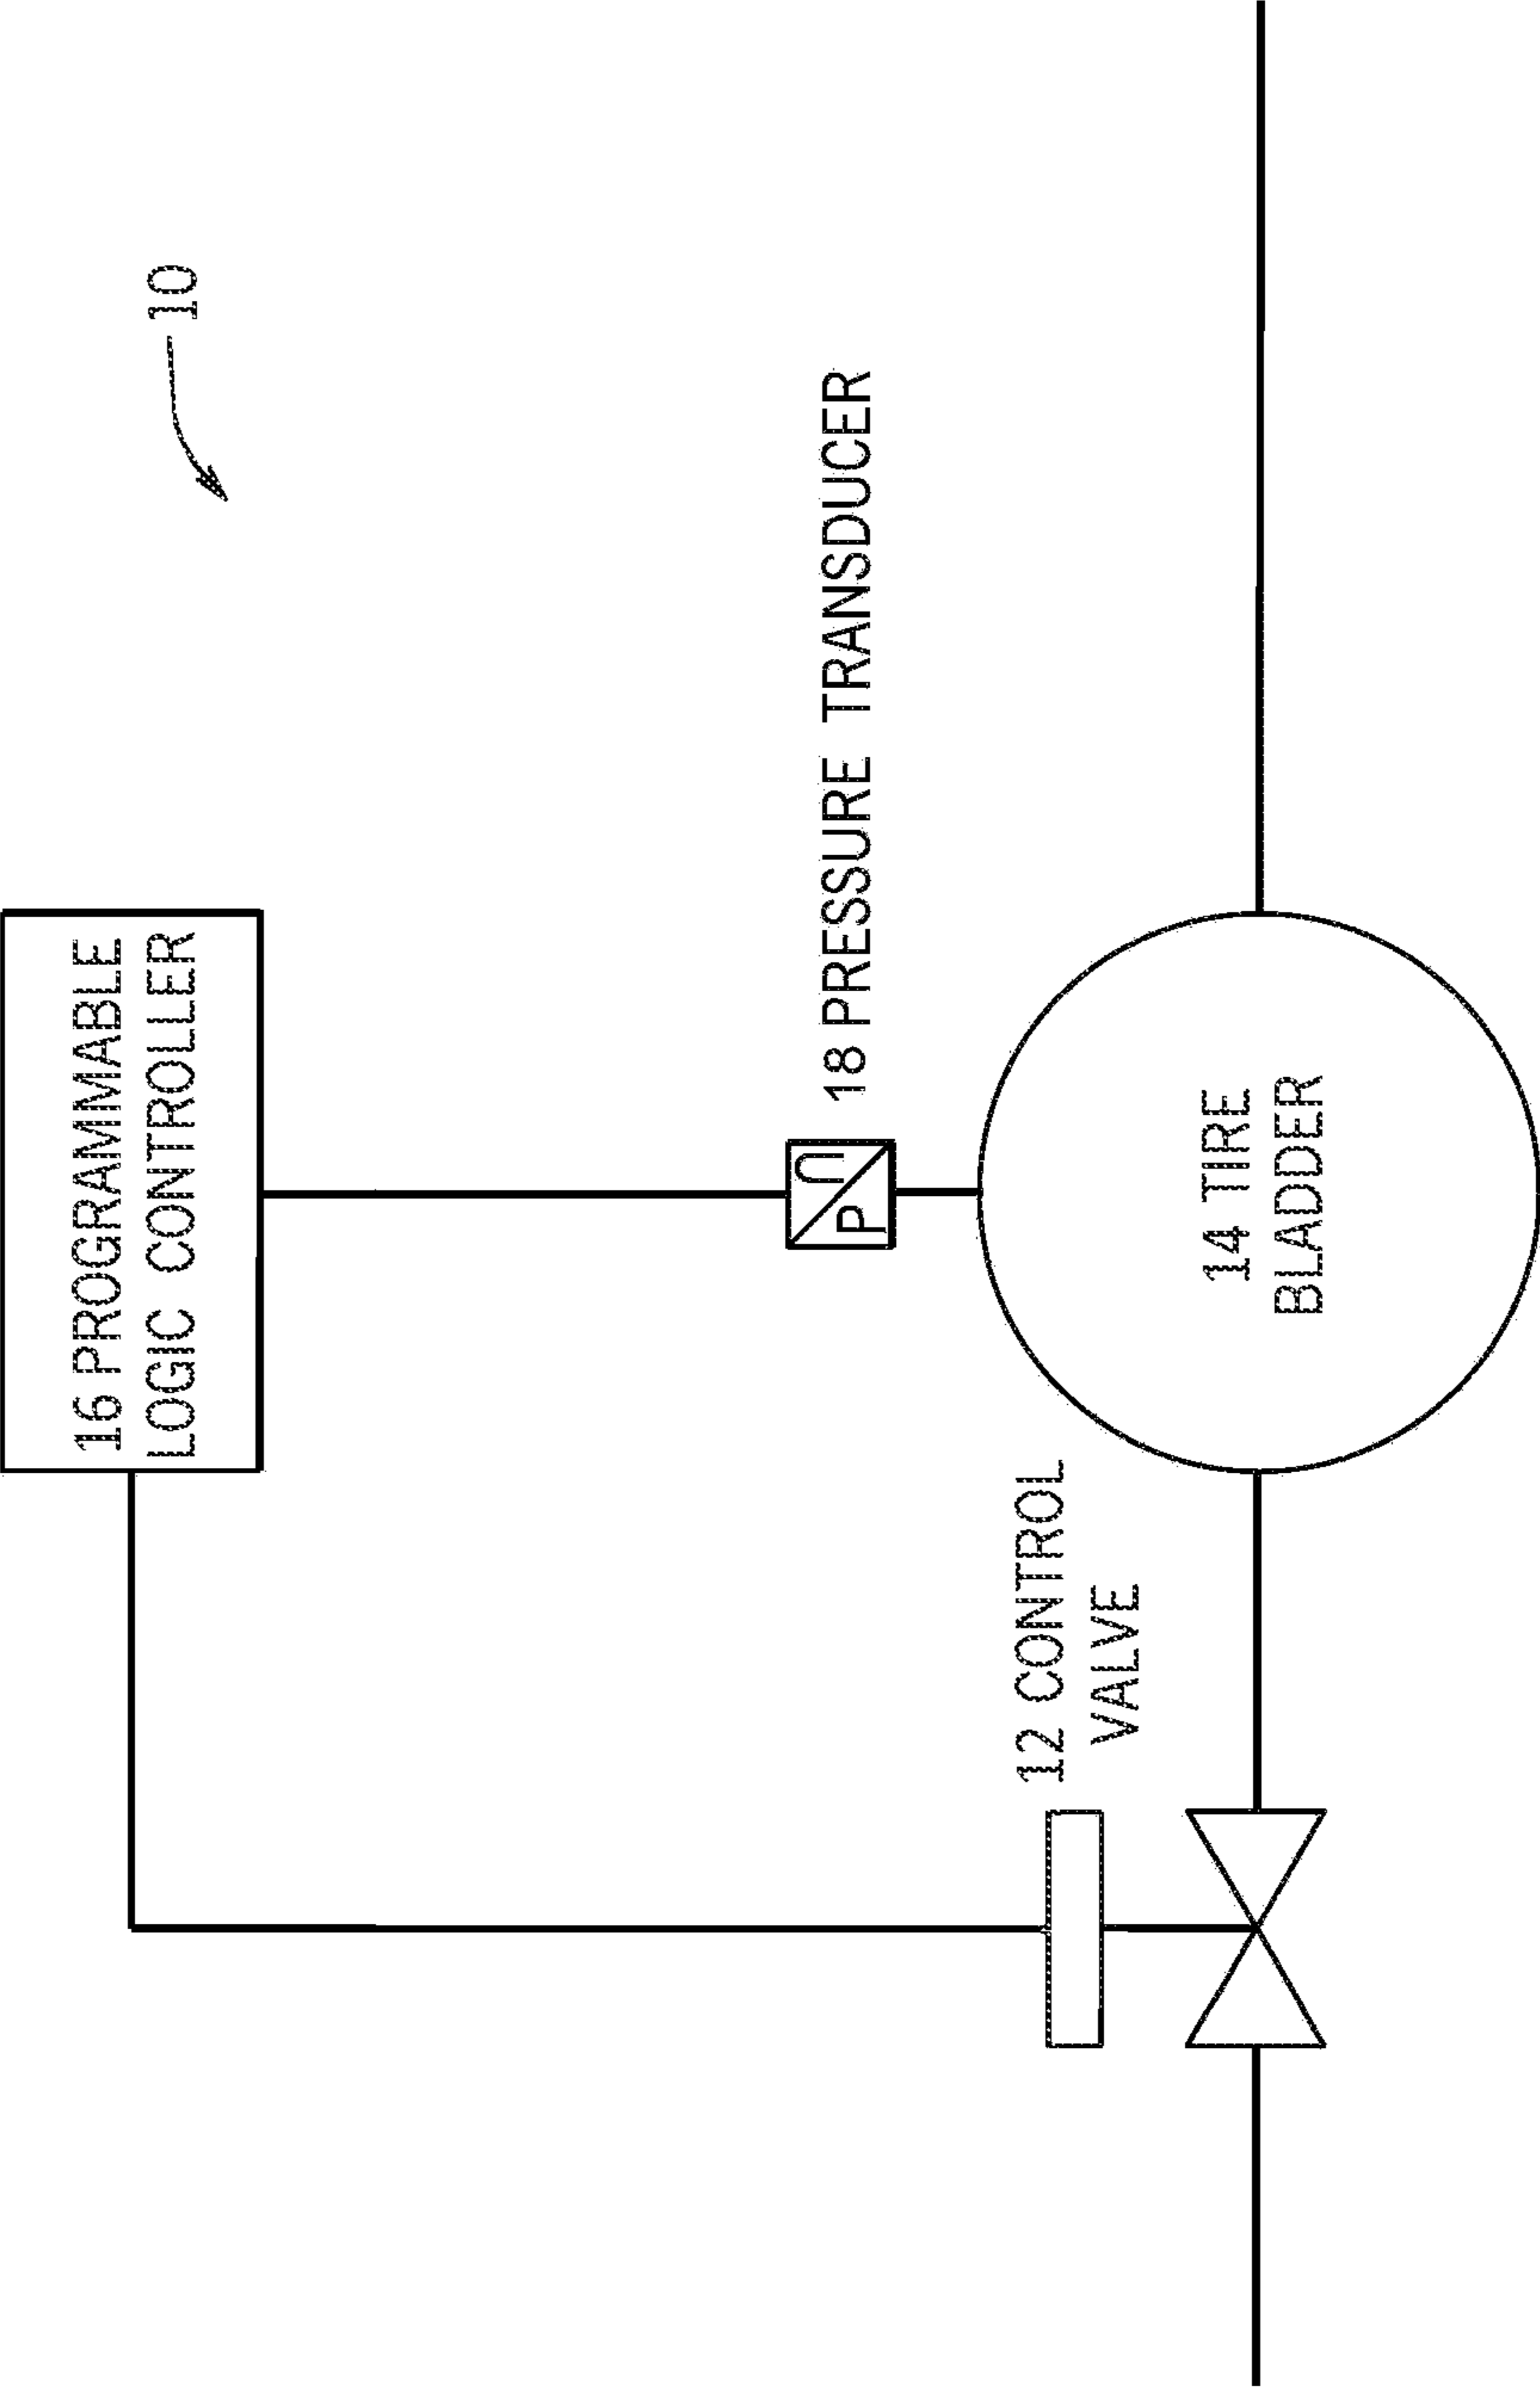 10
16 PROGRAMMABLE
LOGIC CONTROLLER
18 PRESSURE TRANSDUCER
P
U
12 CONTROL
VALVE
14 TIRE
BLADDER